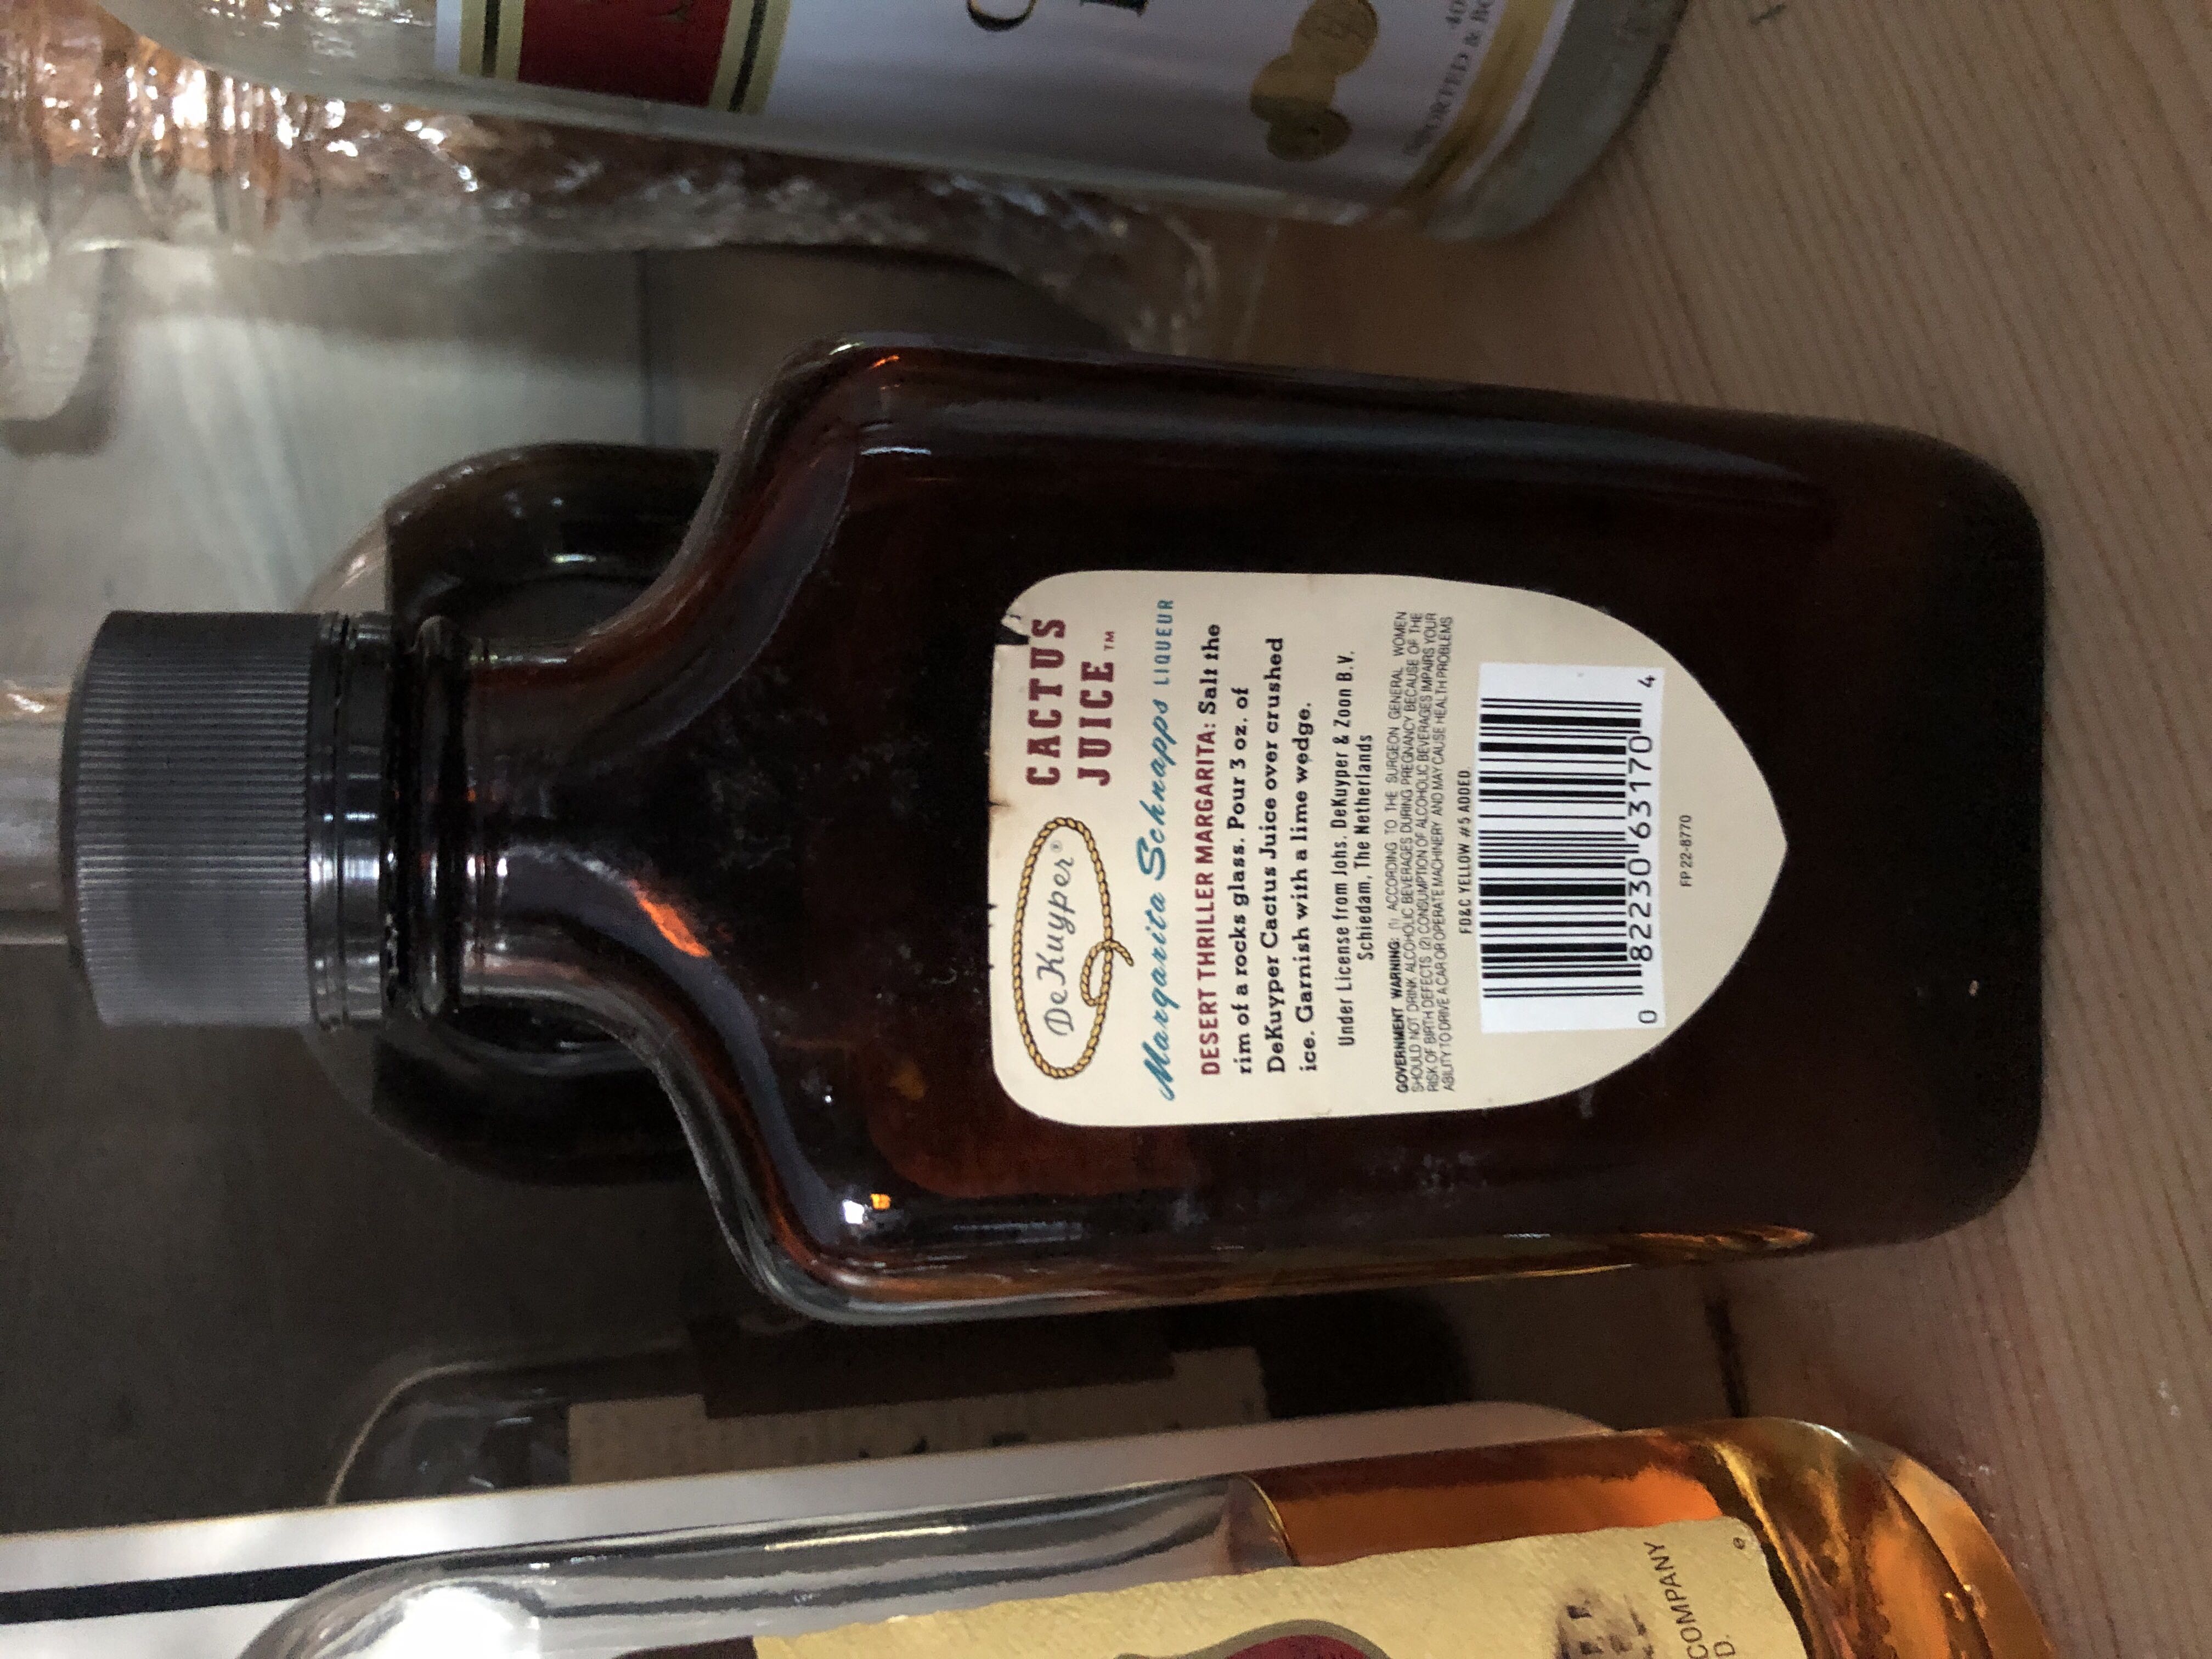 DeKuyper®
CACTUS
JUICE™
Margarita Schnapps LIQUEUR
DESERT THRILLER MARGARITA: Salt the
rim of a rocks glass. Pour 3 oz. of
DeKuyper Cactus Juice over crushed
ice. Garnish with a lime wedge.
Under License from Johs. DeKuyper & Zoon B.V.
Schiedam, The Netherlands
GOVERNMENT WARNING: (1) ACCORDING TO THE SURGEON GENERAL WOMEN
SHOULD NOT DRINK ALCOHOLIC BEVERAGES DURING PREGNANCY BECAUSE OF THE
RISK OF BIRTH DEFECTS (2) CONSUMPTION OF ALCOHOLIC BEVERAGES IMPAIRS YOUR
ABILITY TO DRIVE A CAR OR OPERATE MACHINERY AND MAY CAUSE HEALTH PROBLEMS
FD&C YELLOW #5 ADDED.
0 82230 63170 4
FP 22-8770
COMPANY